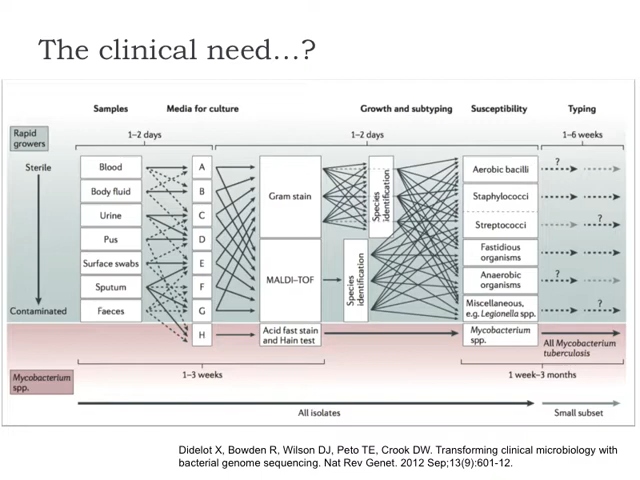 The clinical need…?
Samples
Media for culture
Growth and subtyping
Susceptibility
Typing
Rapid
growers
1–2 days
1–2 days
1–6 weeks
Sterile
Contaminated
Blood
Body fluid
Urine
Pus
Surface swabs
Sputum
Faeces
A
B
C
D
E
F
G
H
Gram stain
MALDI–TOF
Acid fast stain
and Hain test
Species
identification
Species
identification
Aerobic bacilli
Staphylococci
Streptococci
Fastidious
organisms
Anaerobic
organisms
Miscellaneous,
e.g. Legionella spp.
Mycobacterium
spp.
?
?
?
?
All Mycobacterium
tuberculosis
Mycobacterium
spp.
1–3 weeks
1 week–3 months
All isolates
Small subset
Didelot X, Bowden R, Wilson DJ, Peto TE, Crook DW. Transforming clinical microbiology with
bacterial genome sequencing. Nat Rev Genet. 2012 Sep;13(9):601-12.